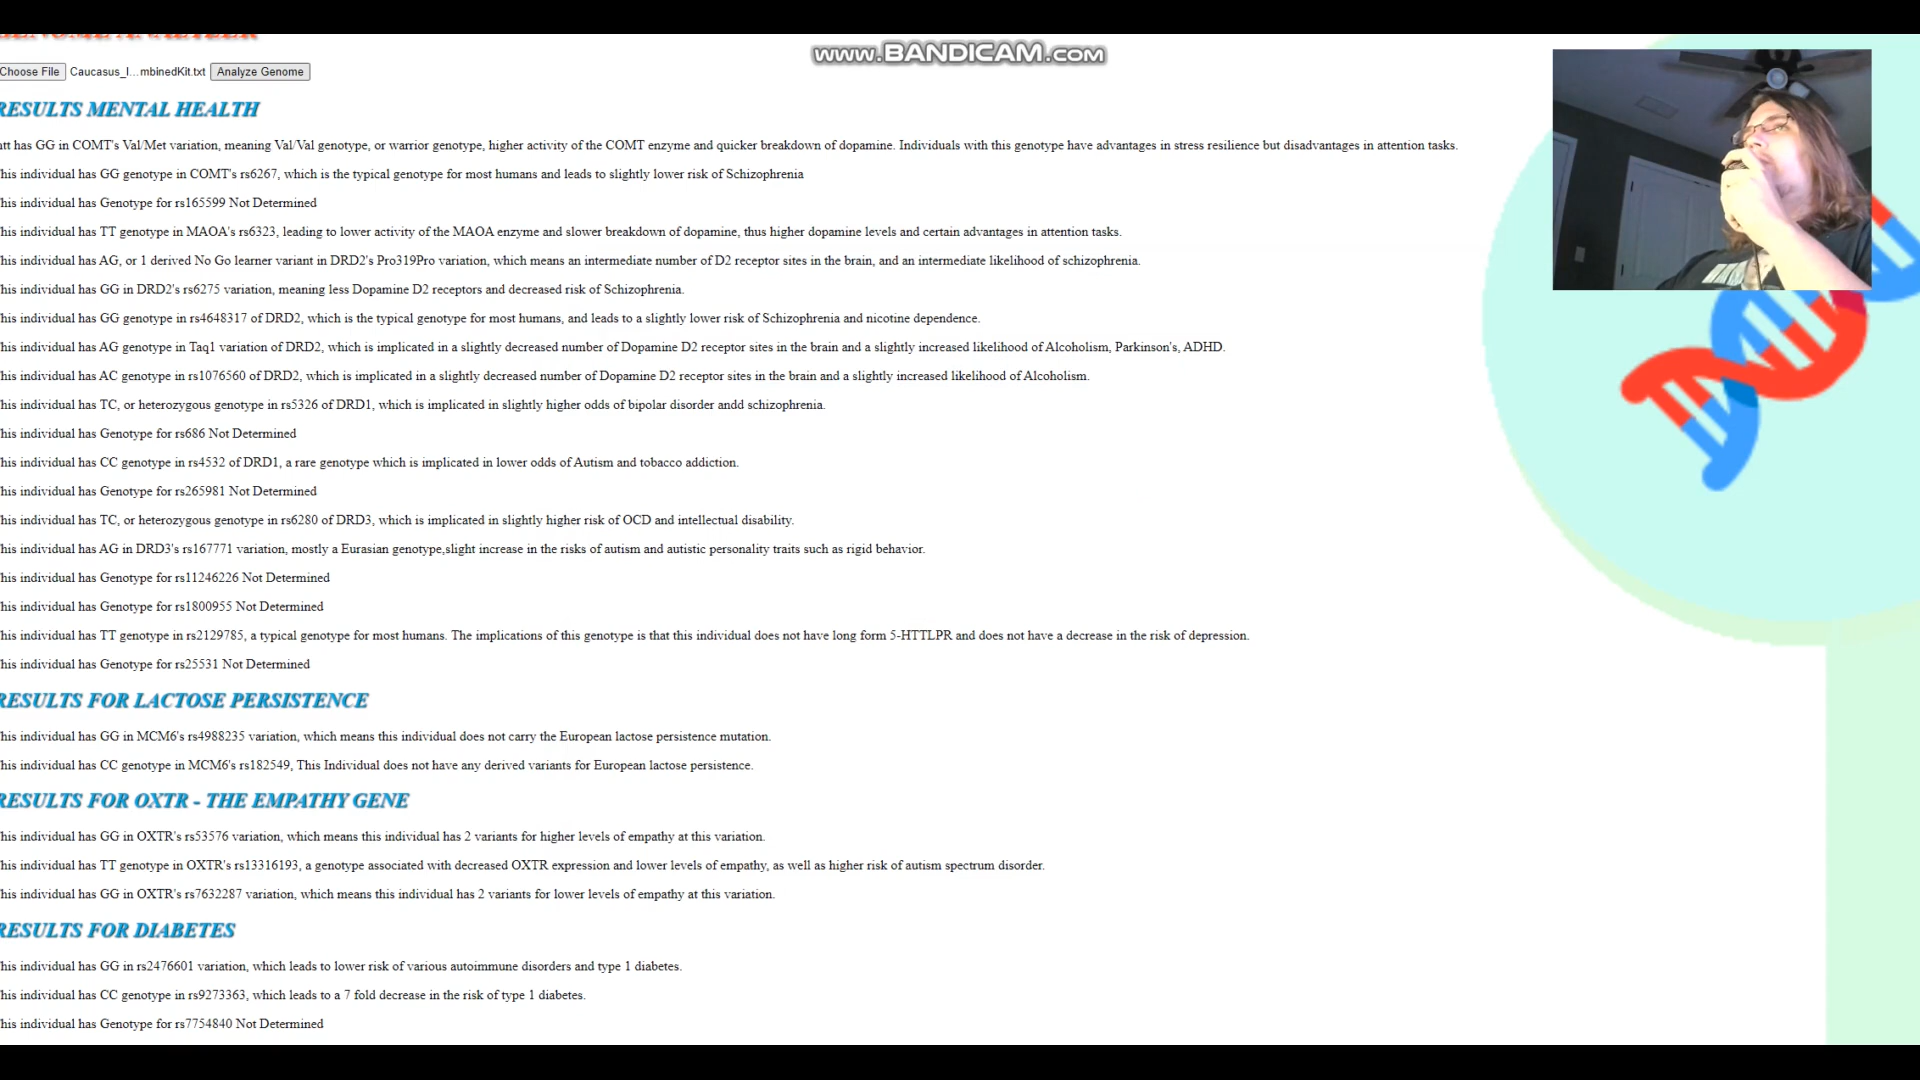 www.BANDICAM.com
Choose File Caucasus_I...mbinedKit.txt Analyze Genome
RESULTS MENTAL HEALTH
has GG in COMT's Val/Met variation, meaning Val/Val genotype, or warrior genotype, higher activity of the COMT enzyme and quicker breakdown of dopamine. Individuals with this genotype have advantages in stress resilience but disadvantages in attention tasks.
his individual has GG genotype in COMT's rs6267, which is the typical genotype for most humans and leads to slightly lower risk of Schizophrenia
his individual has Genotype for rs165599 Not Determined
his individual has TT genotype in MAOA's rs6323, leading to lower activity of the MAOA enzyme and slower breakdown of dopamine, thus higher dopamine levels and certain advantages in attention tasks.
his individual has AG, or 1 derived No Go learner variant in DRD2's Pro319Pro variation, which means an intermediate number of D2 receptor sites in the brain, and an intermediate likelihood of schizophrenia.
his individual has GG in DRD2's rs6275 variation, meaning less Dopamine D2 receptors and decreased risk of Schizophrenia.
his individual has GG genotype in rs4648317 of DRD2, which is the typical genotype for most humans, and leads to a slightly lower risk of Schizophrenia and nicotine dependence.
his individual has AG genotype in Taq1 variation of DRD2, which is implicated in a slightly decreased number of Dopamine D2 receptor sites in the brain and a slightly increased likelihood of Alcoholism, Parkinson's, ADHD.
his individual has AC genotype in rs1076560 of DRD2, which is implicated in a slightly decreased number of Dopamine D2 receptor sites in the brain and a slightly increased likelihood of Alcoholism.
his individual has TC, or heterozygous genotype in rs5326 of DRD1, which is implicated in slightly higher odds of bipolar disorder andd schizophrenia.
his individual has Genotype for rs686 Not Determined
his individual has CC genotype in rs4532 of DRD1, a rare genotype which is implicated in lower odds of Autism and tobacco addiction.
his individual has Genotype for rs265981 Not Determined
his individual has TC, or heterozygous genotype in rs6280 of DRD3, which is implicated in slightly higher risk of OCD and intellectual disability.
his individual has AG in DRD3's rs167771 variation, mostly a Eurasian genotype,slight increase in the risks of autism and autistic personality traits such as rigid behavior.
his individual has Genotype for rs11246226 Not Determined
his individual has Genotype for rs1800955 Not Determined
his individual has TT genotype in rs2129785, a typical genotype for most humans. The implications of this genotype is that this individual does not have long form 5-HTTLPR and does not have a decrease in the risk of depression.
his individual has Genotype for rs25531 Not Determined
RESULTS FOR LACTOSE PERSISTENCE
his individual has GG in MCM6's rs4988235 variation, which means this individual does not carry the European lactose persistence mutation.
his individual has CC genotype in MCM6's rs182549, This Individual does not have any derived variants for European lactose persistence.
RESULTS FOR OXTR - THE EMPATHY GENE
his individual has GG in OXTR's rs53576 variation, which means this individual has 2 variants for higher levels of empathy at this variation.
his individual has TT genotype in OXTR's rs13316193, a genotype associated with decreased OXTR expression and lower levels of empathy, as well as higher risk of autism spectrum disorder.
his individual has GG in OXTR's rs7632287 variation, which means this individual has 2 variants for lower levels of empathy at this variation.
RESULTS FOR DIABETES
his individual has GG in rs2476601 variation, which leads to lower risk of various autoimmune disorders and type 1 diabetes.
his individual has CC genotype in rs9273363, which leads to a 7 fold decrease in the risk of type 1 diabetes.
his individual has Genotype for rs7754840 Not Determined